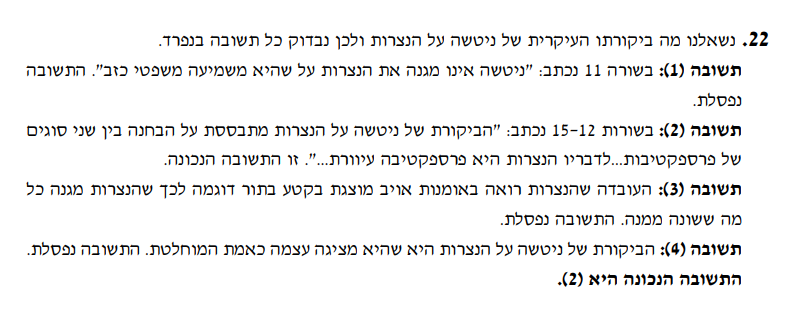 22. נשאלנו מה ביקורתו העיקרית של ניטשה על הנצרות ולכן נבדוק כל תשובה בנפרד.
תשובה (1): בשורה 11 נכתב: "ניטשה אינו מגנה את הנצרות על שהיא משמיעה משפטי כזב". התשובה
נפסלת.
תשובה (2): בשורות 12-15 נכתב: "הביקורת של ניטשה על הנצרות מתבססת על הבחנה בין שני סוגים
של פרספקטיבות...לדבריו הנצרות היא פרספקטיבה עיוורת...". זו התשובה הנכונה.
תשובה (3): העובדה שהנצרות רואה באומנות אויב מוצגת בקטע בתור דוגמה לכך שהנצרות מגנה כל
מה ששונה ממנה. התשובה נפסלת.
תשובה (4): הביקורת של ניטשה על הנצרות היא שהיא מציגה עצמה כאמת המוחלטת. התשובה נפסלת.
התשובה הנכונה היא (2).